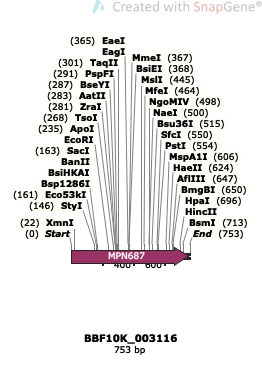 Created with SnapGene®
(365) EaeI
EagI
(301) TaqII
(291) PspFI
(287) BseYI
(283) AatII
(281) ZraI
(268) TsoI
(235) ApoI
EcoRI
(163) SacI
BanII
BsiHKAI
Bsp1286I
(161) Eco53kI
(146) StyI
(22) XmnI
(0) Start
MmeI (367)
BsiEI (368)
MslI (445)
MfeI (464)
NgoMIV (498)
NaeI (500)
Bsu36I (515)
SfcI (550)
PstI (554)
MspA1I (606)
HaeII (624)
AflIII (647)
BmgBI (650)
HpaI (696)
HincII
BsmI (713)
End (753)
MPN687
400
600
BBF10K_003116
753 bp